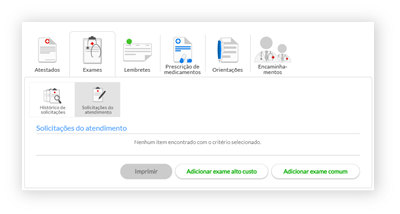 Atestados
Exames
Lembretes
Prescrição de
medicamentos
Orientações
Encaminha-
mentos
Histórico de
solicitações
Solicitações do
atendimento
Solicitações do atendimento
Nenhum item encontrado com o critério selecionado.
Imprimir
Adicionar exame alto custo
Adicionar exame comum